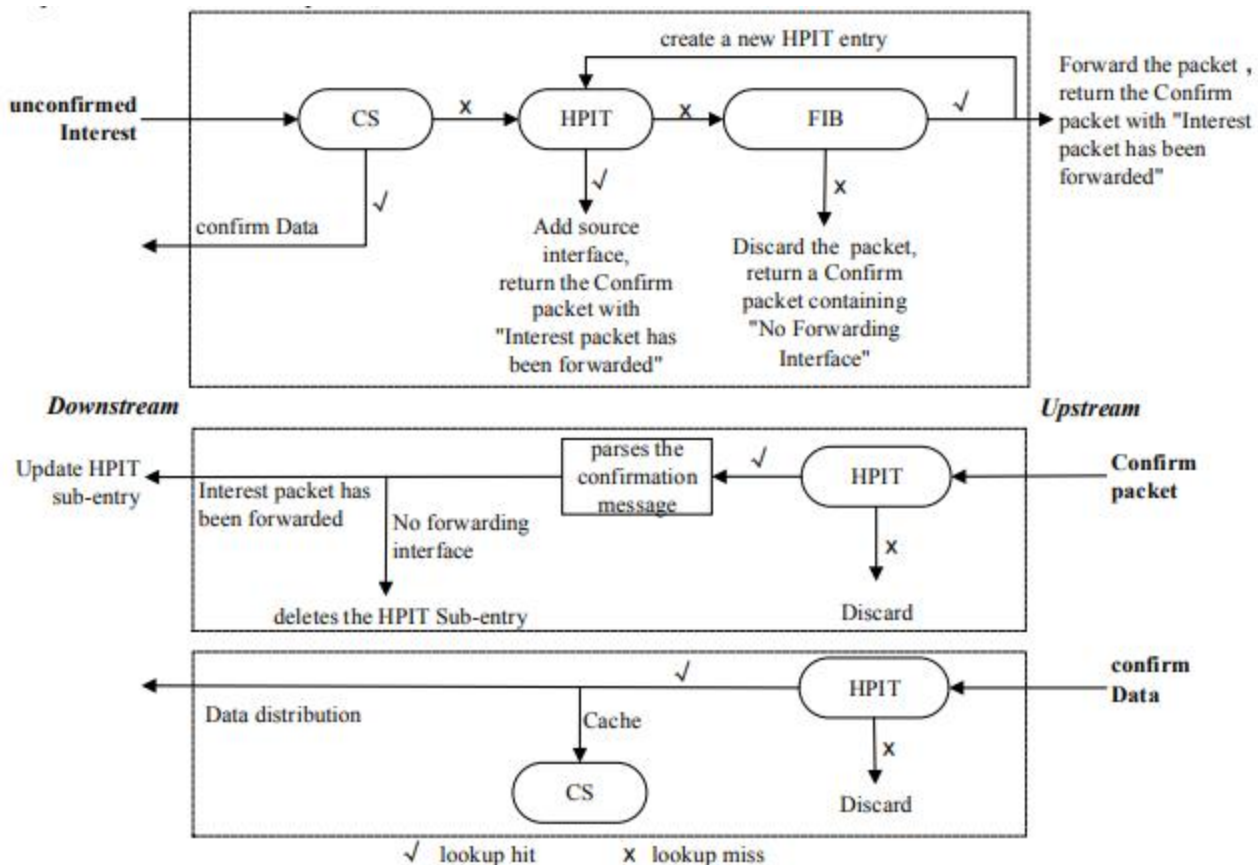 create a new HPIT entry
unconfirmed
Interest
CS
x
HPIT
x
FIB
√
Forward the packet ,
return the Confirm
packet with "Interest
packet has been
forwarded"
√
confirm Data
√
Add source
interface,
return the Confirm
packet with
"Interest packet has
been forwarded"
x
Discard the packet,
return a Confirm
packet containing
"No Forwarding
Interface"
Downstream
Upstream
Update HPIT
sub-entry
Interest packet has
been forwarded
No forwarding
interface
deletes the HPIT Sub-entry
parses the
confirmation
message
√
HPIT
Confirm
packet
x
Discard
Data distribution
Cache
CS
√
HPIT
confirm
Data
x
Discard
√ lookup hit x lookup miss